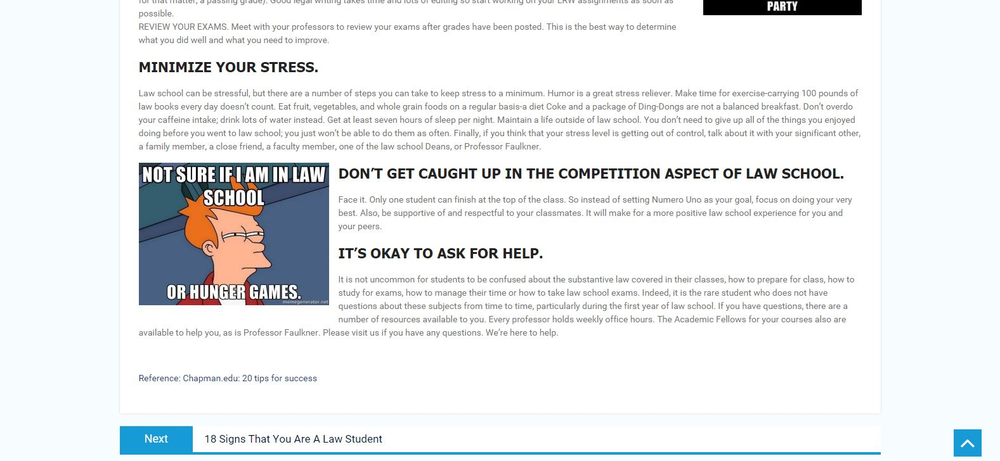 for that matter, a passing grade). Good legal writing takes time and lots of editing so start working on your LRW assignments as soon as
possible.
PARTY
REVIEW YOUR EXAMS. Meet with your professors to review your exams after grades have been posted. This is the best way to determine
what you did well and what you need to improve.
MINIMIZE YOUR STRESS.
Law school can be stressful, but there are a number of steps you can take to keep stress to a minimum. Humor is a great stress reliever. Make time for exercise-carrying 100 pounds of
law books every day doesn’t count. Eat fruit, vegetables, and whole grain foods on a regular basis-a diet Coke and a package of Ding-Dongs are not a balanced breakfast. Don’t overdo
your caffeine intake; drink lots of water instead. Get at least seven hours of sleep per night. Maintain a life outside of law school. You don’t need to give up all of the things you enjoyed
doing before you went to law school; you just won’t be able to do them as often. Finally, if you think that your stress level is getting out of control, talk about it with your significant other,
a family member, a close friend, a faculty member, one of the law school Deans, or Professor Faulkner.
NOT SURE IF I AM IN LAW
SCHOOL
OR HUNGER GAMES.
memegenerator.net
DON’T GET CAUGHT UP IN THE COMPETITION ASPECT OF LAW SCHOOL.
Face it. Only one student can finish at the top of the class. So instead of setting Numero Uno as your goal, focus on doing your very
best. Also, be supportive of and respectful to your classmates. It will make for a more positive law school experience for you and
your peers.
IT’S OKAY TO ASK FOR HELP.
It is not uncommon for students to be confused about the substantive law covered in their classes, how to prepare for class, how to
study for exams, how to manage their time or how to take law school exams. Indeed, it is the rare student who does not have
questions about these subjects from time to time, particularly during the first year of law school. If you have questions, there are a
number of resources available to you. Every professor holds weekly office hours. The Academic Fellows for your courses also are
available to help you, as is Professor Faulkner. Please visit us if you have any questions. We’re here to help.
Reference: Chapman.edu: 20 tips for success
Next
18 Signs That You Are A Law Student